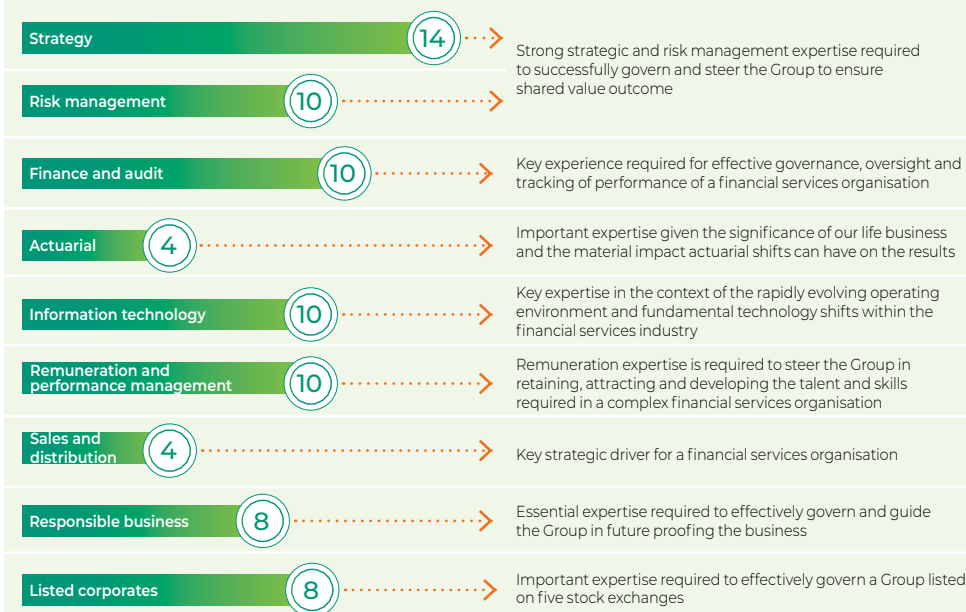 Strategy
14
Strong strategic and risk management expertise required
to successfully govern and steer the Group to ensure
shared value outcome
Risk management
10
Finance and audit
10
Key experience required for effective governance, oversight and
tracking of performance of a financial services organisation
Actuarial
4
Important expertise given the significance of our life business
and the material impact actuarial shifts can have on the results
Information technology
10
Key expertise in the context of the rapidly evolving operating
environment and fundamental technology shifts within the
financial services industry
Remuneration and
performance management
10
Remuneration expertise is required to steer the Group in
retaining, attracting and developing the talent and skills
required in a complex financial services organisation
Sales and
distribution
4
Key strategic driver for a financial services organisation
Responsible business
8
Essential expertise required to effectively govern and guide
the Group in future proofing the business
Listed corporates
8
Important expertise required to effectively govern a Group listed
on five stock exchanges